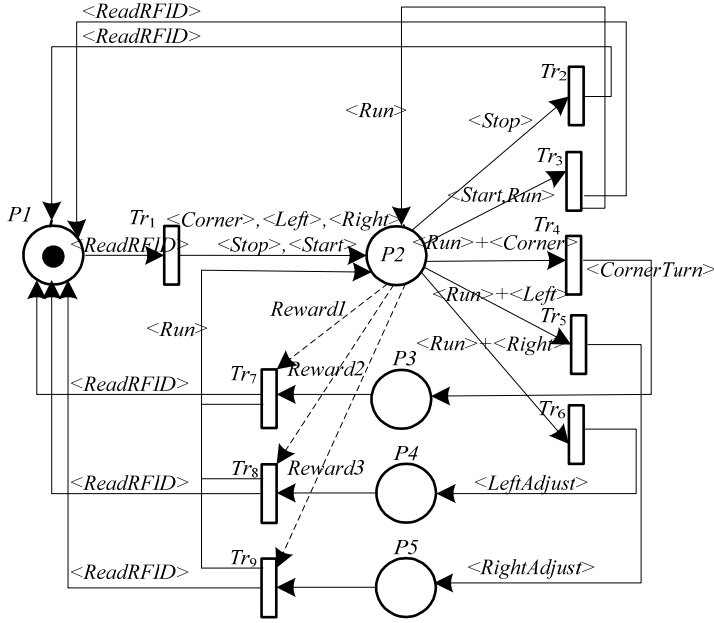 <ReadRFID>
<ReadRFID>
Tr2
<Run>
<Stop>
Tr3
<Start,Run>
P1
Tr1
<Corner>,<Left>,<Right>
Tr4
<ReadRFID>
<Stop>,<Start>
P2
<Run>+<Corner>
<CornerTurn>
<Run>+<Left>
Reward1
Tr5
<Run>
<Run>+<Right>
Tr7
Reward2
P3
<ReadRFID>
Tr6
Tr8
Reward3
P4
<ReadRFID>
<LeftAdjust>
Tr9
P5
<ReadRFID>
<RightAdjust>